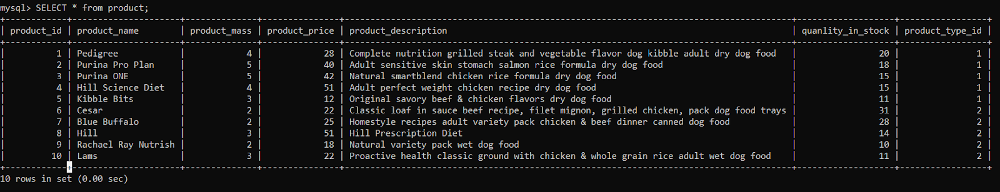 mysql> SELECT * from product;
+------------+--------------------+--------------+---------------+---------------------------------------------------------------------------------------+-------------------+-----------------+
| product_id | product_name       | product_mass | product_price | product_description                                                                   | quanlity_in_stock | product_type_id |
+------------+--------------------+--------------+---------------+---------------------------------------------------------------------------------------+-------------------+-----------------+
|          1 | Pedigree           |            4 |            28 | Complete nutrition grilled steak and vegetable flavor dog kibble adult dry dog food   |                20 |               1 |
|          2 | Purina Pro Plan    |            5 |            40 | Adult sensitive skin stomach salmon rice formula dry dog food                         |                18 |               1 |
|          3 | Purina ONE         |            5 |            42 | Natural smartblend chicken rice formula dry dog food                                  |                15 |               1 |
|          4 | Hill Science Diet  |            4 |            51 | Adult perfect weight chicken recipe dry dog food                                      |                15 |               1 |
|          5 | Kibble Bits        |            3 |            12 | Original savory beef & chicken flavors dry dog food                                   |                11 |               1 |
|          6 | Cesar              |            2 |            22 | Classic loaf in sauce beef recipe, filet mignon, grilled chicken, pack dog food trays |                31 |               2 |
|          7 | Blue Buffalo       |            2 |            25 | Homestyle recipes adult variety pack chicken & beef dinner canned dog food            |                28 |               2 |
|          8 | Hill               |            3 |            51 | Hill Prescription Diet                                                                |                14 |               2 |
|          9 | Rachael Ray Nutrish |            2 |            18 | Natural variety pack wet dog food                                                     |                10 |               2 |
|         10 | Lams               |            3 |            22 | Proactive health classic ground with chicken & whole grain rice adult wet dog food    |                11 |               2 |
+------------+--------------------+--------------+---------------+---------------------------------------------------------------------------------------+-------------------+-----------------+
10 rows in set (0.00 sec)